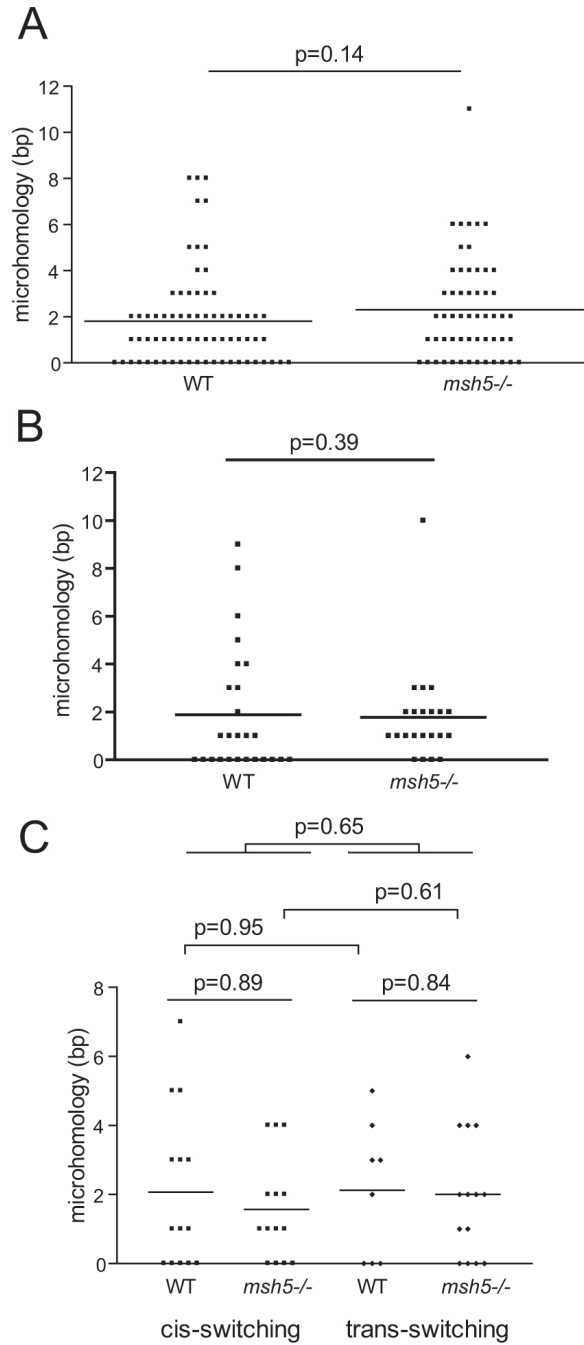 A
p=0.14
microhomology (bp)
12
10
8
6
4
2
0
WT
msh5-/-
B
p=0.39
microhomology (bp)
12
10
8
6
4
2
0
WT
msh5-/-
C
p=0.65
p=0.61
p=0.95
p=0.89
p=0.84
microhomology (bp)
8
6
4
2
0
WT
msh5-/-
WT
msh5-/-
cis-switching
trans-switching